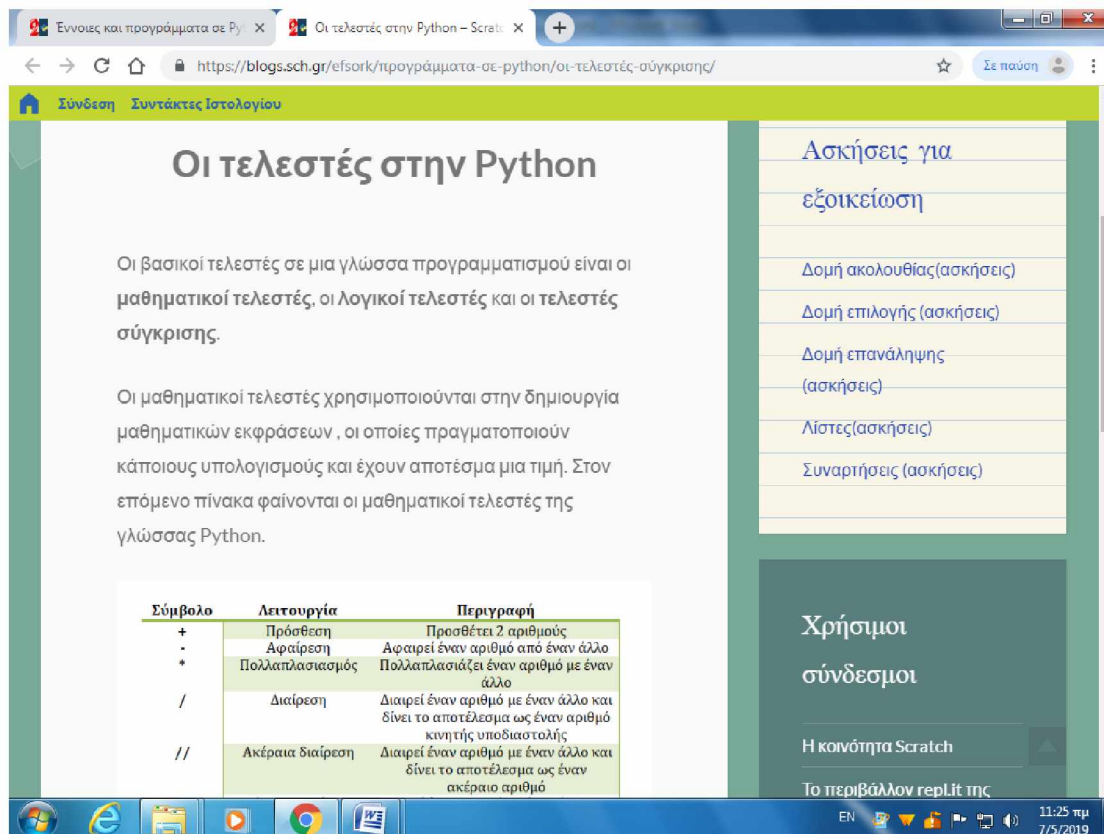 Έννοιες και προγράμματα σε Py
Οι τελεστές στην Python – Scratc
https://blogs.sch.gr/efsork/προγράμματα-σε-python/οι-τελεστές-σύγκρισης/
Σε παύση
Σύνδεση Συντάκτες Ιστολογίου
Οι τελεστές στην Python
Οι βασικοί τελεστές σε μια γλώσσα προγραμματισμού είναι οι
μαθηματικοί τελεστές, οι λογικοί τελεστές και οι τελεστές
σύγκρισης.
Οι μαθηματικοί τελεστές χρησιμοποιούνται στην δημιουργία
μαθηματικών εκφράσεων , οι οποίες πραγματοποιούν
κάποιους υπολογισμούς και έχουν αποτέσμα μια τιμή. Στον
επόμενο πίνακα φαίνονται οι μαθηματικοί τελεστές της
γλώσσας Python.
Σύμβολο Λειτουργία Περιγραφή
+ Πρόσθεση Προσθέτει 2 αριθμούς
- Αφαίρεση Αφαιρεί έναν αριθμό από έναν άλλο
* Πολλαπλασιασμός Πολλαπλασιάζει έναν αριθμό με έναν
άλλο
/ Διαίρεση Διαιρεί έναν αριθμό με έναν άλλο και
δίνει το αποτέλεσμα ως έναν αριθμό
κινητής υποδιαστολής
// Ακέραια διαίρεση Διαιρεί έναν αριθμό με έναν άλλο και
δίνει το αποτέλεσμα ως έναν
ακέραιο αριθμό
Ασκήσεις για
εξοικείωση
Δομή ακολουθίας(ασκήσεις)
Δομή επιλογής (ασκήσεις)
Δομή επανάληψης
(ασκήσεις)
Λίστες(ασκήσεις)
Συναρτήσεις (ασκήσεις)
Χρήσιμοι
σύνδεσμοι
Η κοινότητα Scratch
Το περιβάλλον repl.it της
EN
11:25 πμ
7/5/2019